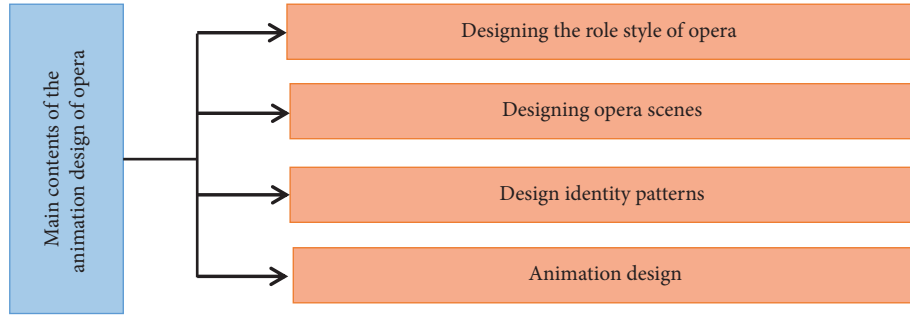 Main contents of the
animation design of opera
Designing the role style of opera
Designing opera scenes
Design identity patterns
Animation design